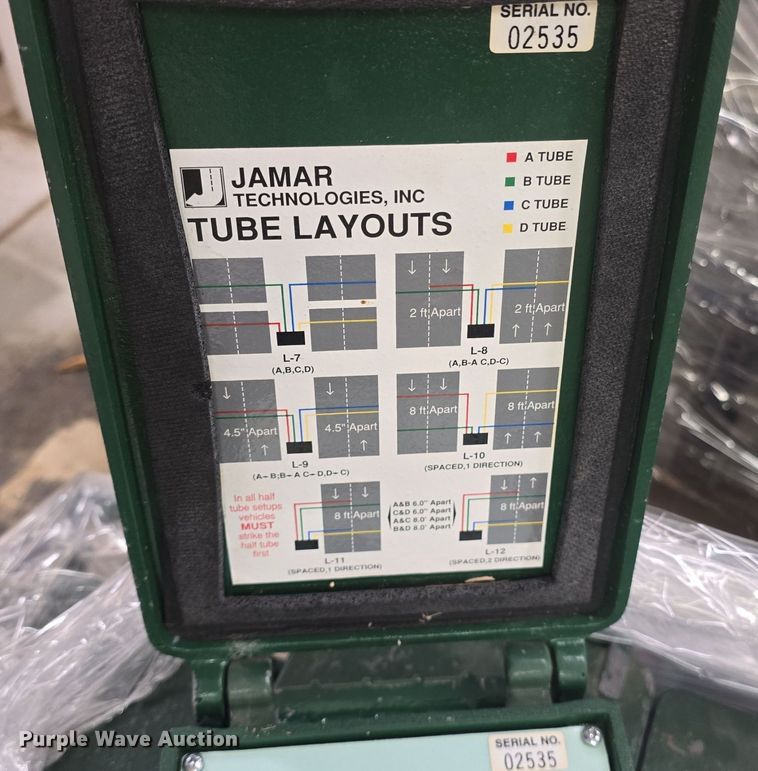 SERIAL NO.
02535
JAMAR
TECHNOLOGIES, INC
TUBE LAYOUTS
A TUBE
B TUBE
C TUBE
D TUBE
L-7
(A,B,C,D)
2 ft Apart
2 ft Apart
L-8
(A,B-A C,D-C)
4.5" Apart
4.5" Apart
L-9
(A- B;B- A C- D,D- C)
8 ft Apart
8 ft Apart
L-10
(SPACED,1 DIRECTION)
In all half
tube setups
vehicles
MUST
strike the
half tube
first
8 ft Apart
L-11
(SPACED,1 DIRECTION)
A&B 6.0" Apart
C&D 6.0" Apart
A&C 8.0' Apart
B&D 8.0' Apart
8 ft Apart
L-12
(SPACED,2 DIRECTION)
SERIAL NO.
02535
Purple Wave Auction